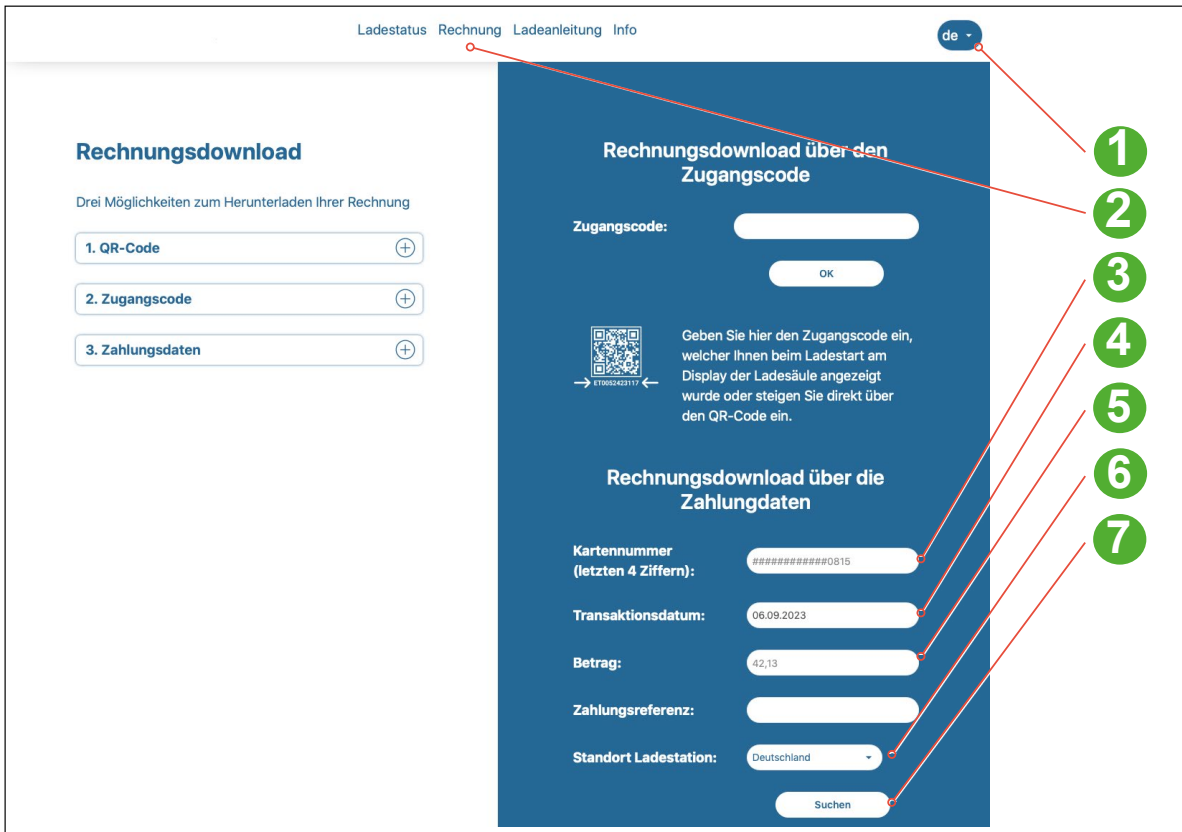 Ladestatus Rechnung Ladeanleitung Info
de
Rechnungsdownload
Drei Möglichkeiten zum Herunterladen Ihrer Rechnung
1. QR-Code
2. Zugangscode
3. Zahlungsdaten
Rechnungsdownload über den
Zugangscode
Zugangscode:
OK
ET0052423117
Geben Sie hier den Zugangscode ein,
welcher Ihnen beim Ladestart am
Display der Ladesäule angezeigt
wurde oder steigen Sie direkt über
den QR-Code ein.
Rechnungsdownload über die
Zahlungdaten
Kartennummer
(letzten 4 Ziffern):
############0815
Transaktionsdatum:
06.09.2023
Betrag:
42,13
Zahlungsreferenz:
Standort Ladestation:
Deutschland
Suchen
1
2
3
4
5
6
7